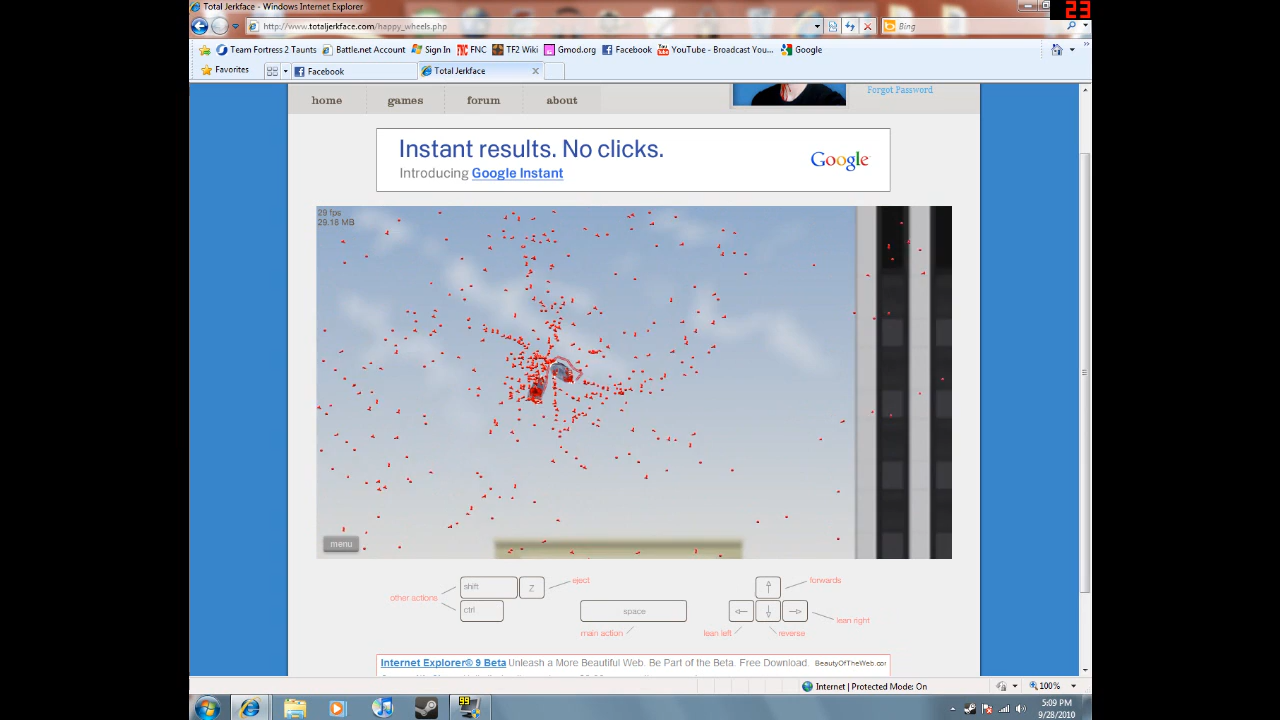 Total Jerkface - Windows Internet Explorer
23
http://www.totaljerkface.com/happy_wheels.php
Bing
Team Fortress 2 Taunts Battle.net Account Sign In FNC TF2 Wiki Gmod.org Facebook YouTube - Broadcast You... Google
Favorites Facebook Total Jerkface
Forgot Password
home games forum about
Instant results. No clicks.
Introducing Google Instant
Google
29 fps
29.18 MB
menu
shift Z eject
other actions
ctrl
space
main action
forwards
lean right
lean left reverse
Internet Explorer® 9 Beta Unleash a More Beautiful Web. Be Part of the Beta. Free Download. BeautyOfTheWeb.cor
Internet | Protected Mode: On 100%
99
5:09 PM
9/28/2010